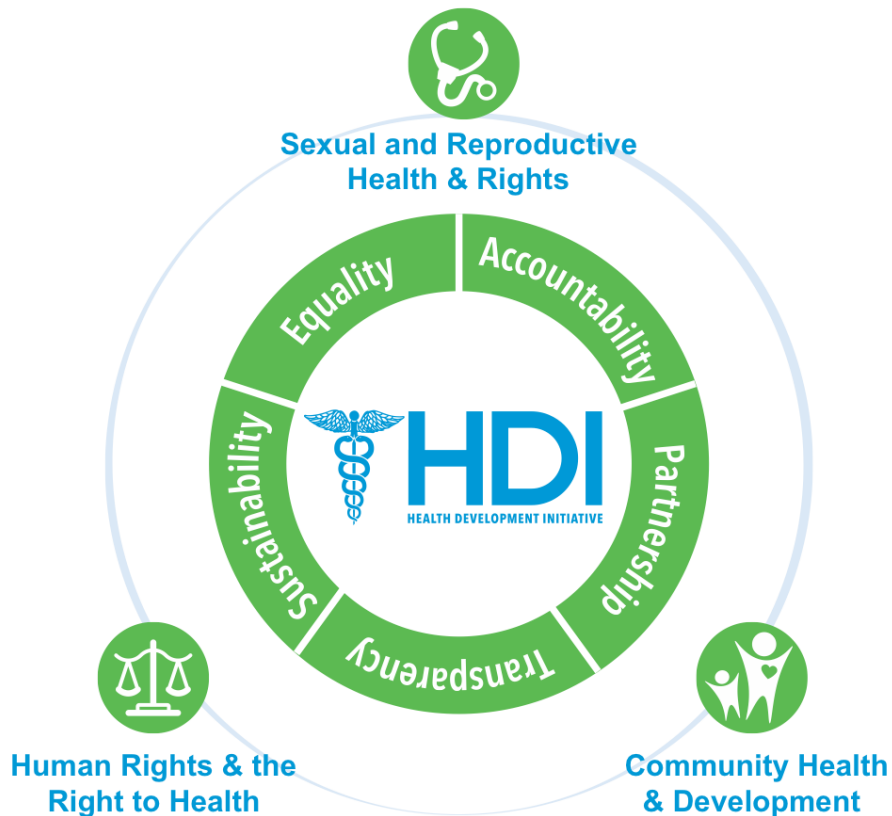 Sexual and Reproductive
Health & Rights
Equality
Accountability
Partnership
Transparency
Sustainability
HDI
HEALTH DEVELOPMENT INITIATIVE
Human Rights & the
Right to Health
Community Health
& Development